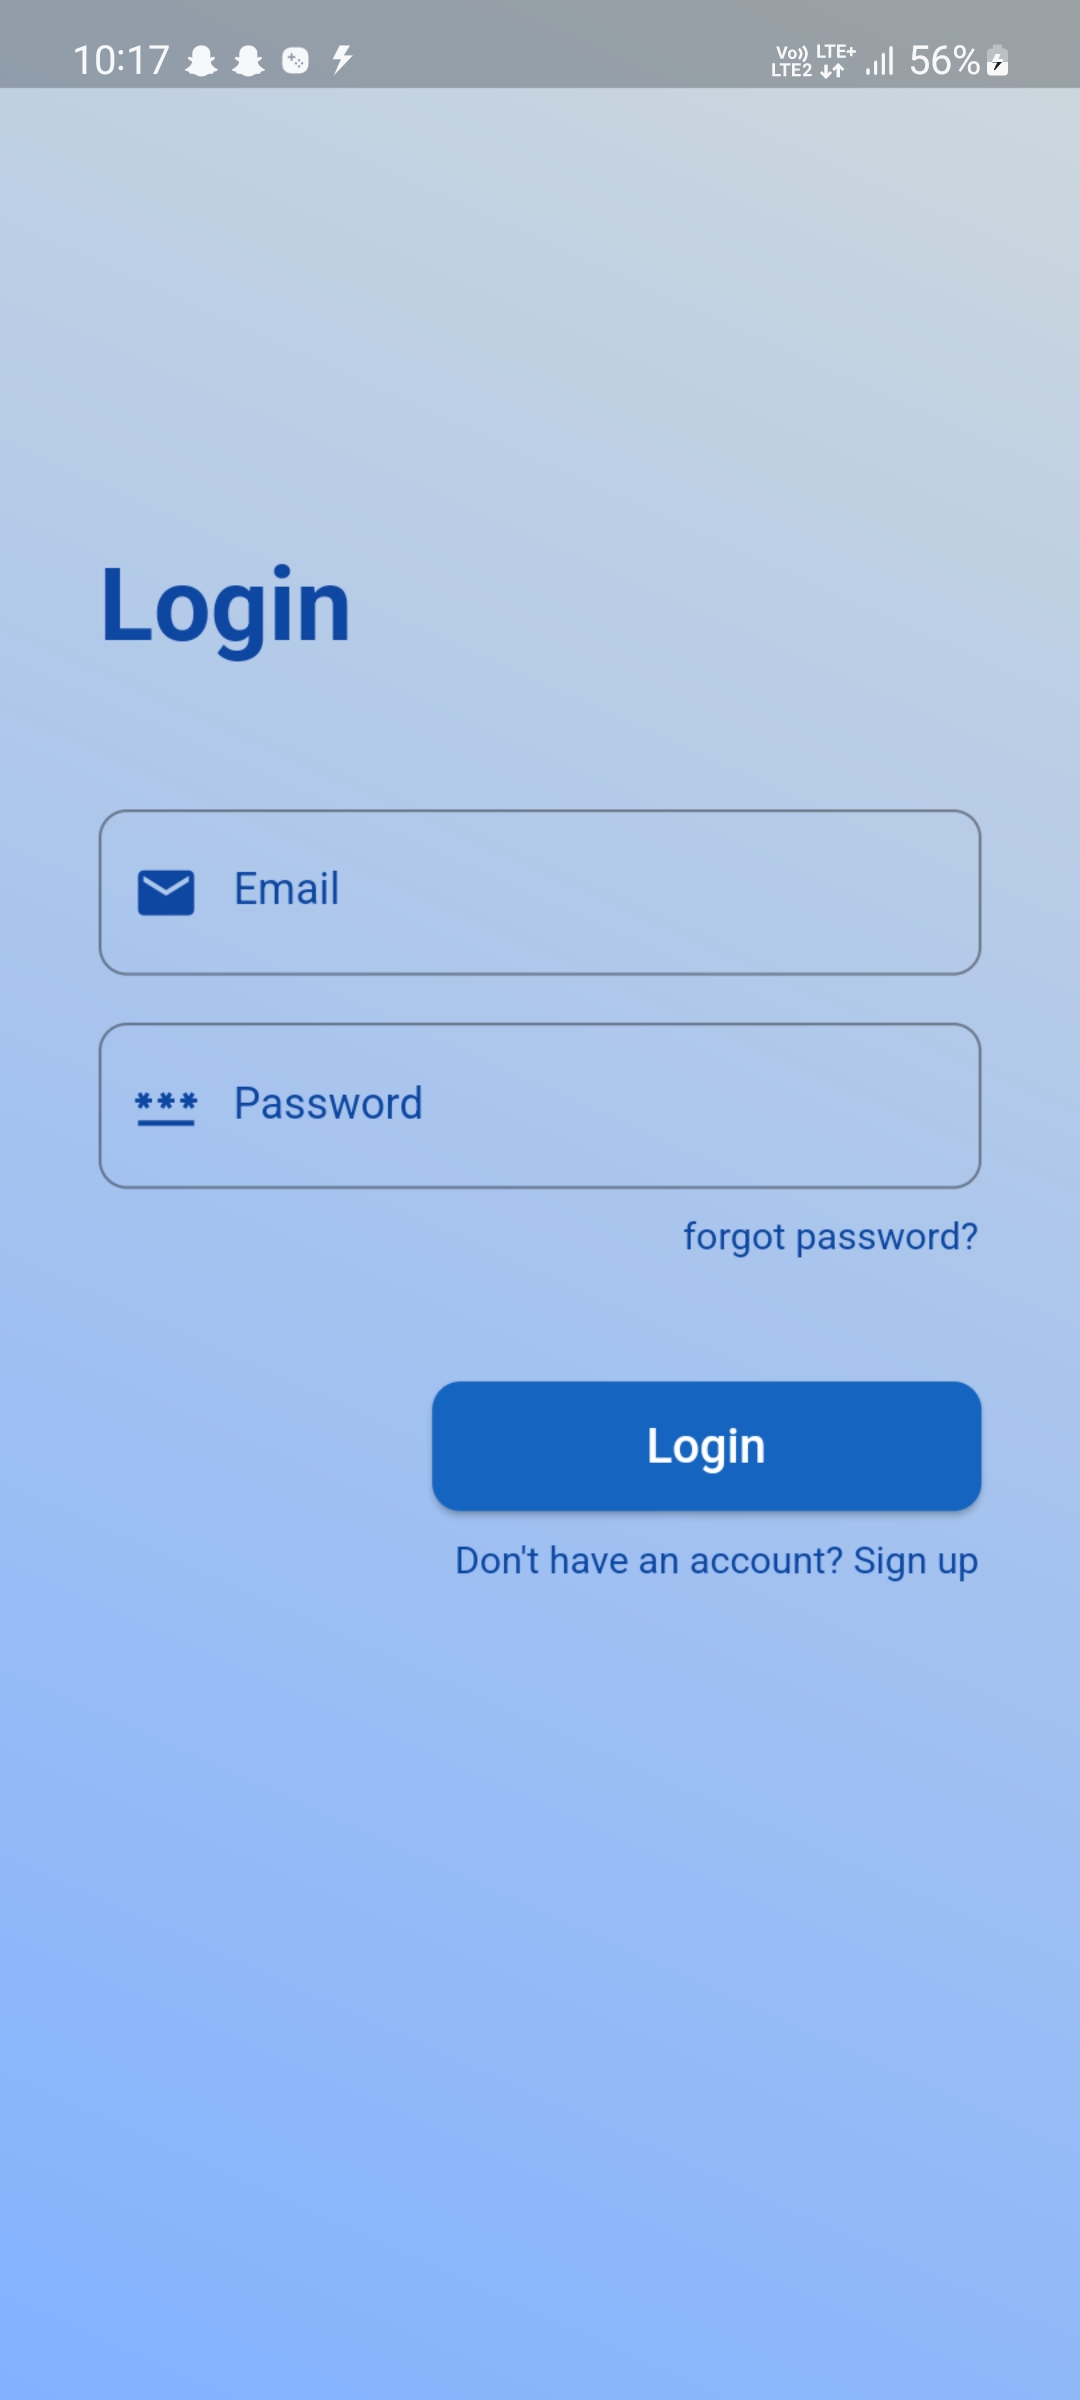 10:17 Vo)) LTE2 LTE+ 56%
Login
Email
*** Password
forgot password?
Login
Don't have an account? Sign up